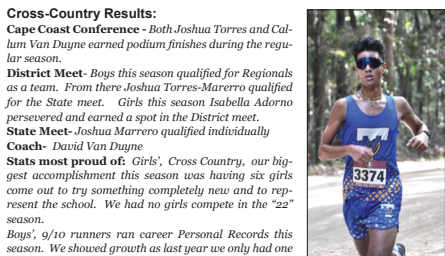 Cross-Country Results:
Cape Coast Conference - Both Joshua Torres and Cal-
lum Van Duyne earned podium finishes during the regu-
lar season.
District Meet- Boys this season qualified for Regionals
as a team. From there Joshua Torres-Marerro qualified
for the State meet. Girls this season Isabella Adorno
persevered and earned a spot in the District meet.
State Meet- Joshua Marrero qualified individually
Coach- David Van Duyne
Stats most proud of: Girls', Cross Country, our big-
gest accomplishment this season was having six girls
come out to try something completely new and to rep-
resent the school. We had no girls compete in the "22"
season.
Boys', 9/10 runners ran career Personal Records this
season. We showed growth as last year we only had one
3374